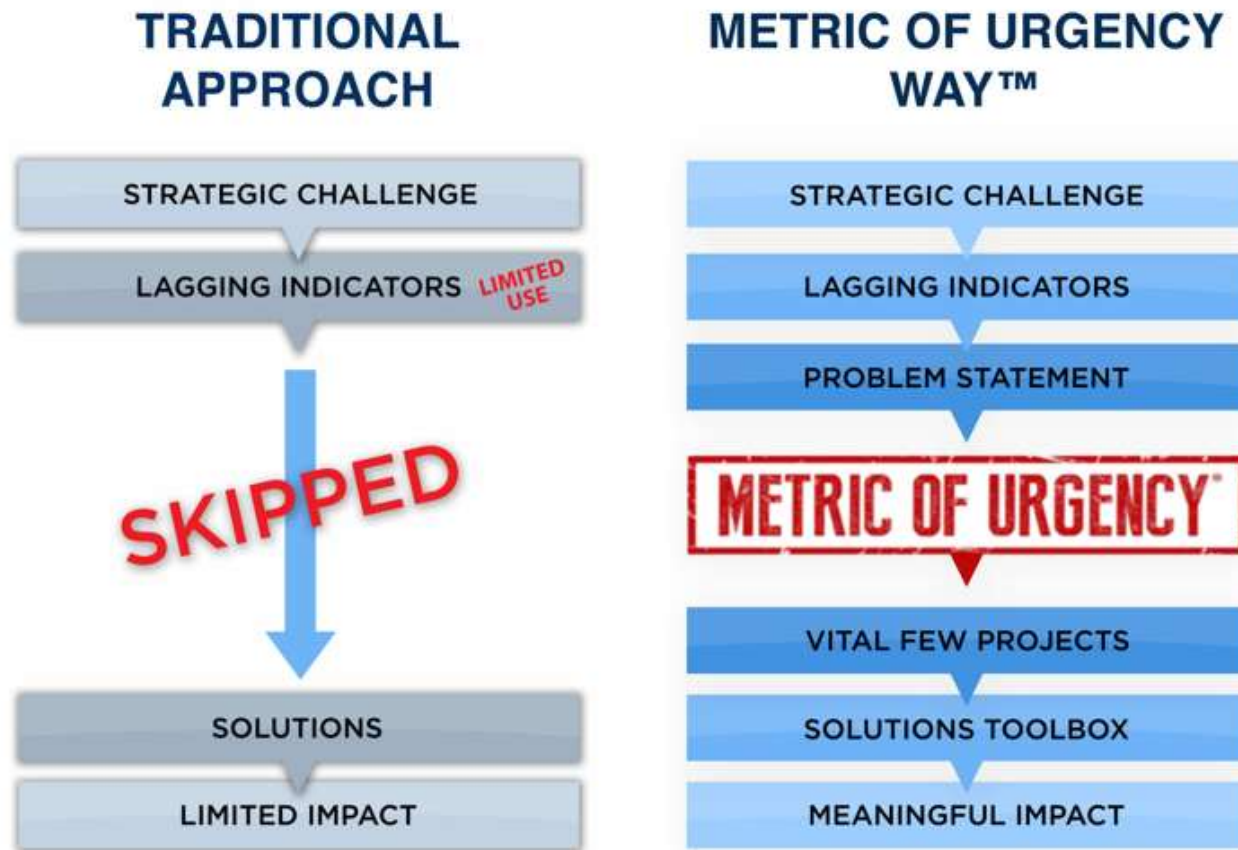 TRADITIONAL
APPROACH
STRATEGIC CHALLENGE
LAGGING INDICATORS
LIMITED
USE
SKIPPED
SOLUTIONS
LIMITED IMPACT
METRIC OF URGENCY
WAY™
STRATEGIC CHALLENGE
LAGGING INDICATORS
PROBLEM STATEMENT
METRIC OF URGENCY
VITAL FEW PROJECTS
SOLUTIONS TOOLBOX
MEANINGFUL IMPACT